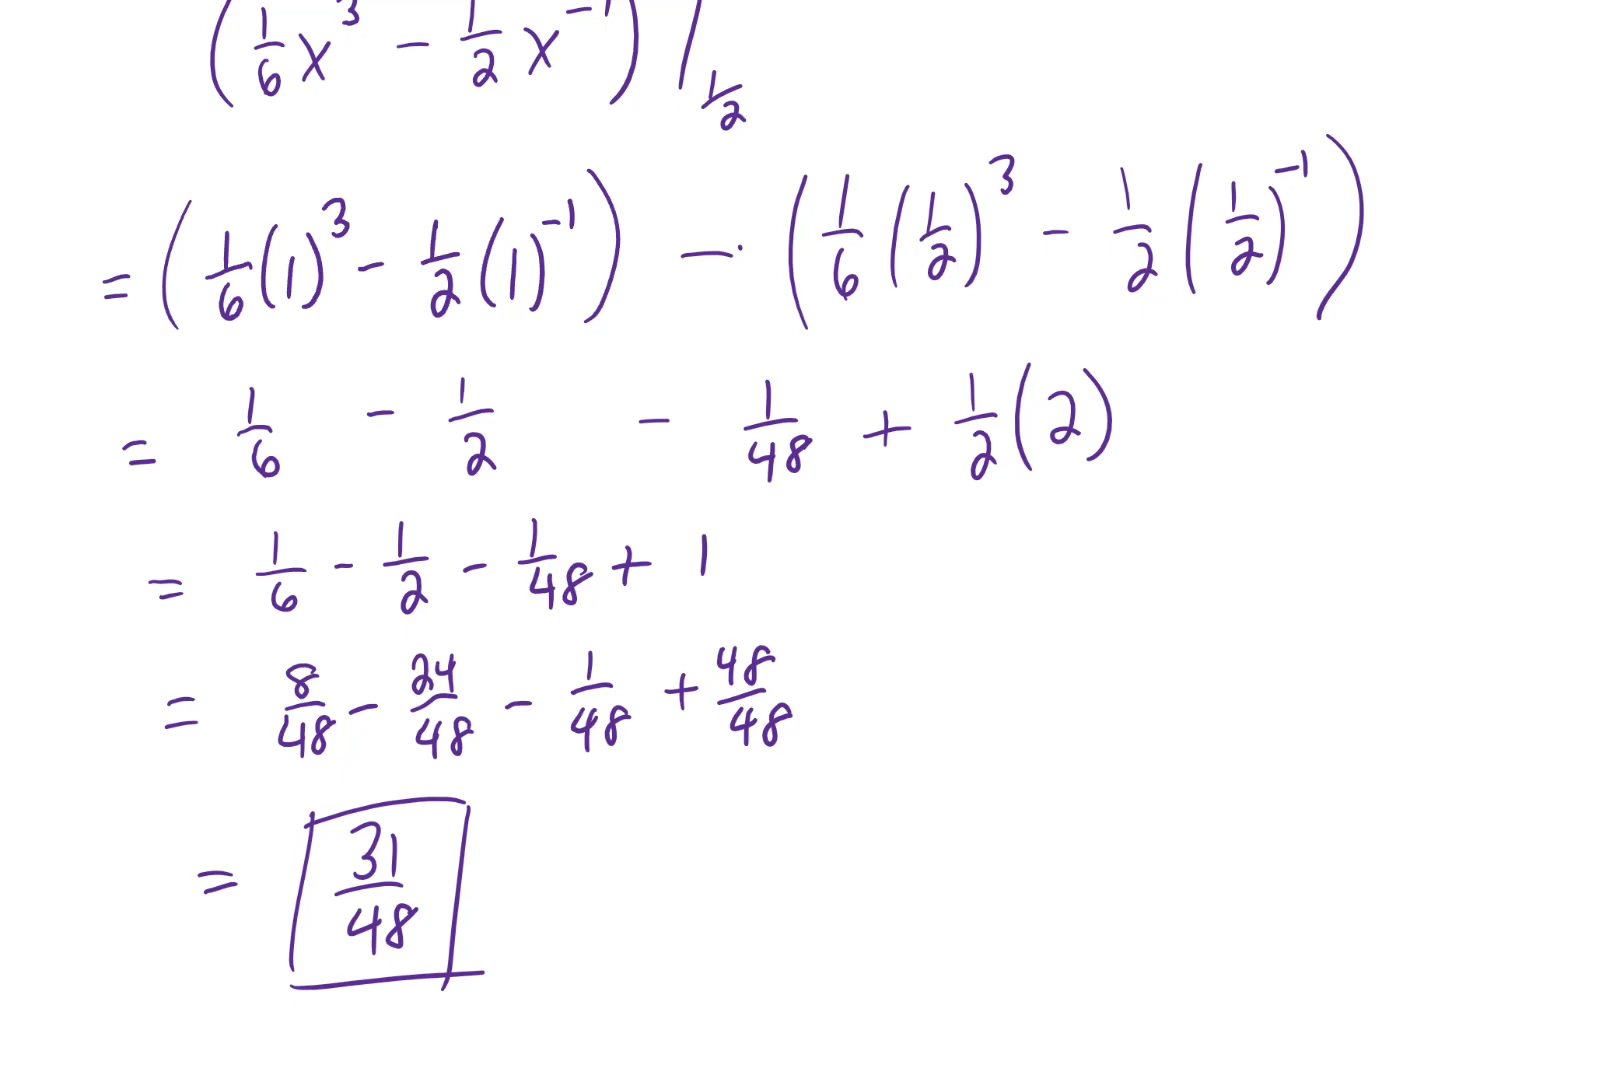 (1/6 x^3 - 1/2 x^-1) |_1/2
= (1/6 (1)^3 - 1/2 (1)^-1) - (1/6 (1/2)^3 - 1/2 (1/2)^-1)
= 1/6 - 1/2 - 1/48 + 1/2 (2)
= 1/6 - 1/2 - 1/48 + 1
= 8/48 - 24/48 - 1/48 + 48/48
= 31/48